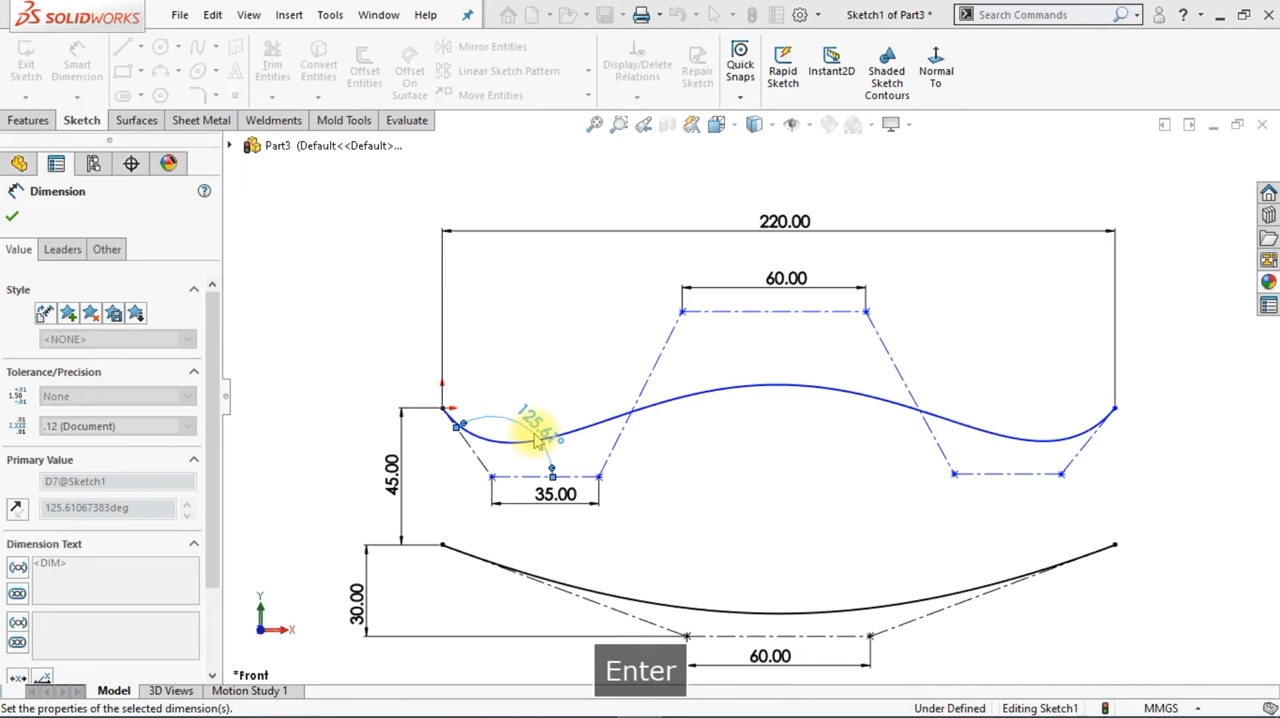 SOLIDWORKS File Edit View Insert Tools Window Help Sketch1 of Part3 * Search Commands ?
Exit Sketch Smart Dimension Trim Entities Convert Entities Offset Entities Offset On Surface Mirror Entities Linear Sketch Pattern Move Entities Display/Delete Relations Repair Sketch Quick Snaps Rapid Sketch Instant2D Shaded Sketch Contours Normal To
Features Sketch Surfaces Sheet Metal Weldments Mold Tools Evaluate
Part3 (Default<<Default>...
Dimension
Value Leaders Other
Style
<NONE>
Tolerance/Precision
None
.12 (Document)
Primary Value
D7@Sketch1
125.61067383deg
Dimension Text
<DIM>
220.00
60.00
125.61°
45.00
35.00
30.00
60.00
Y
X
*Front
Enter
Model 3D Views Motion Study 1
Set the properties of the selected dimension(s). Under Defined Editing Sketch1 MMGS